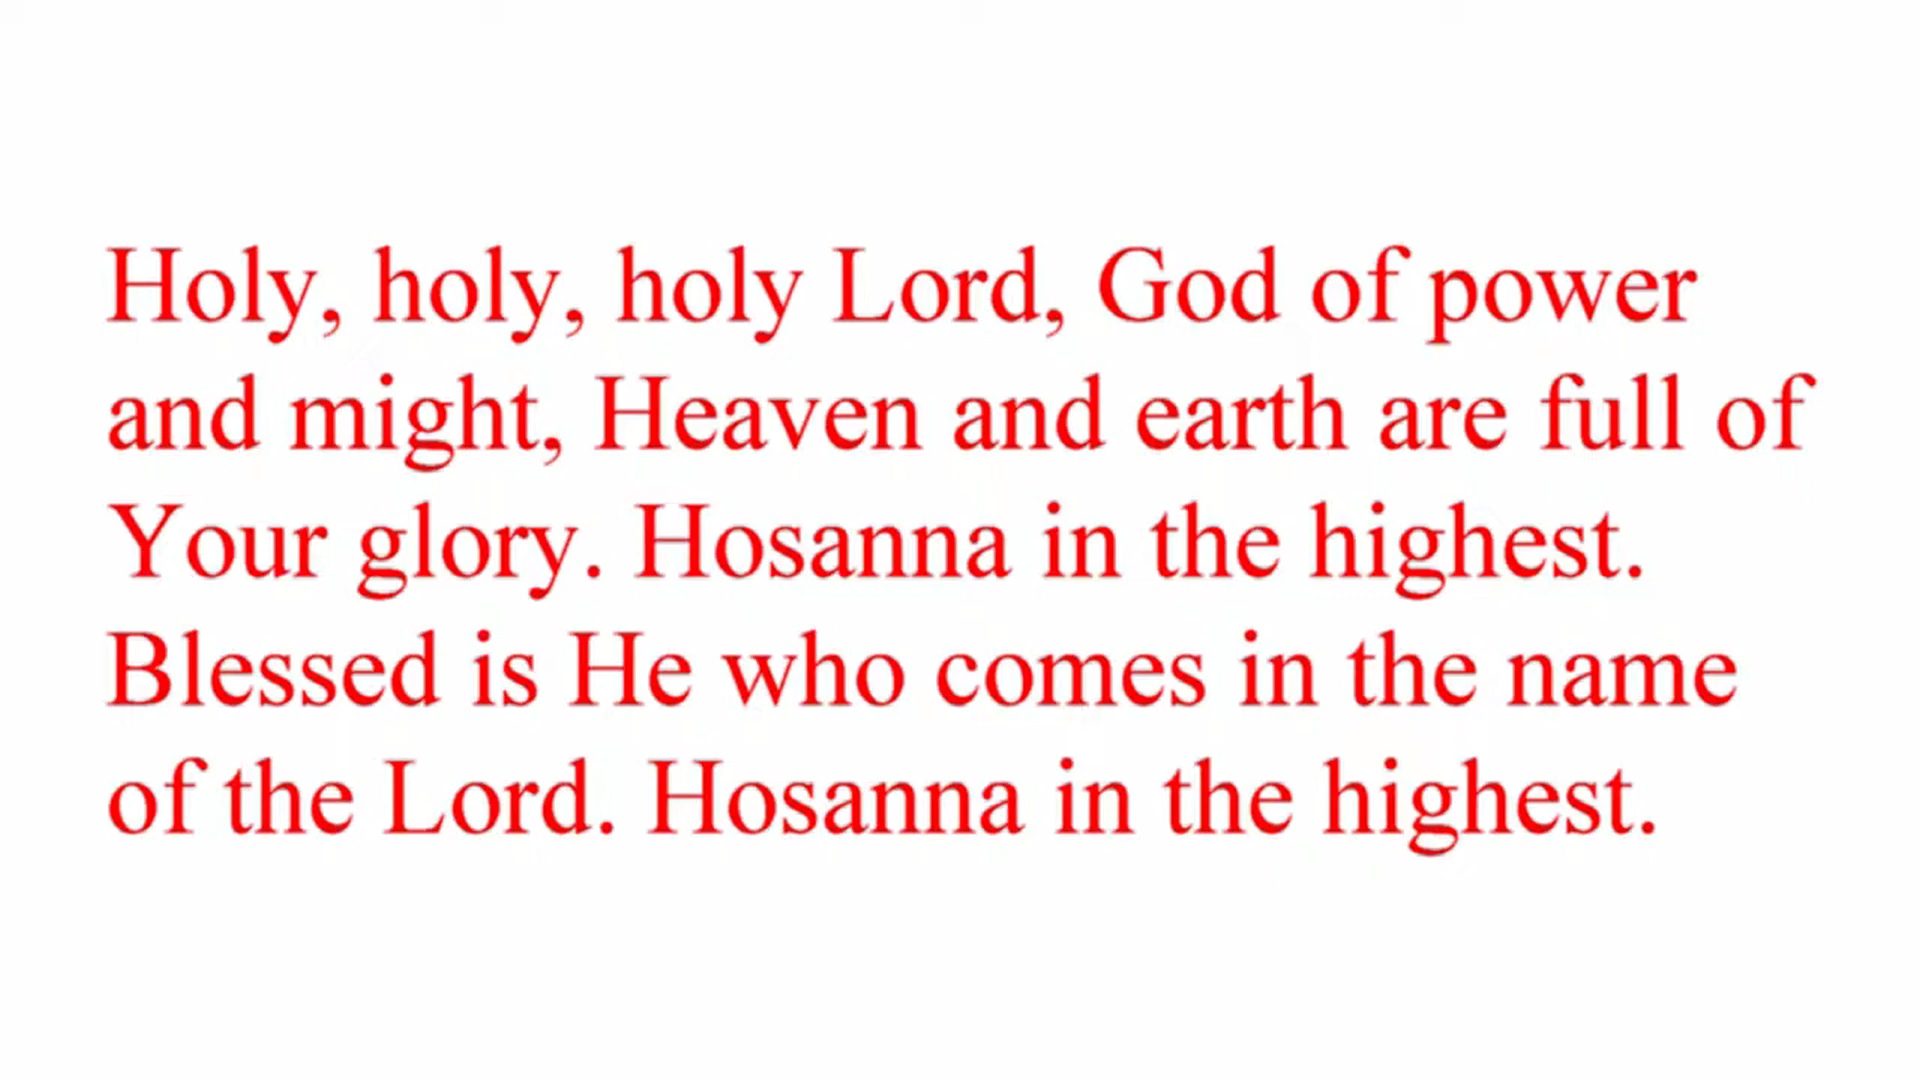 Holy, holy, holy Lord, God of power
and might, Heaven and earth are full of
Your glory. Hosanna in the highest.
Blessed is He who comes in the name
of the Lord. Hosanna in the highest.